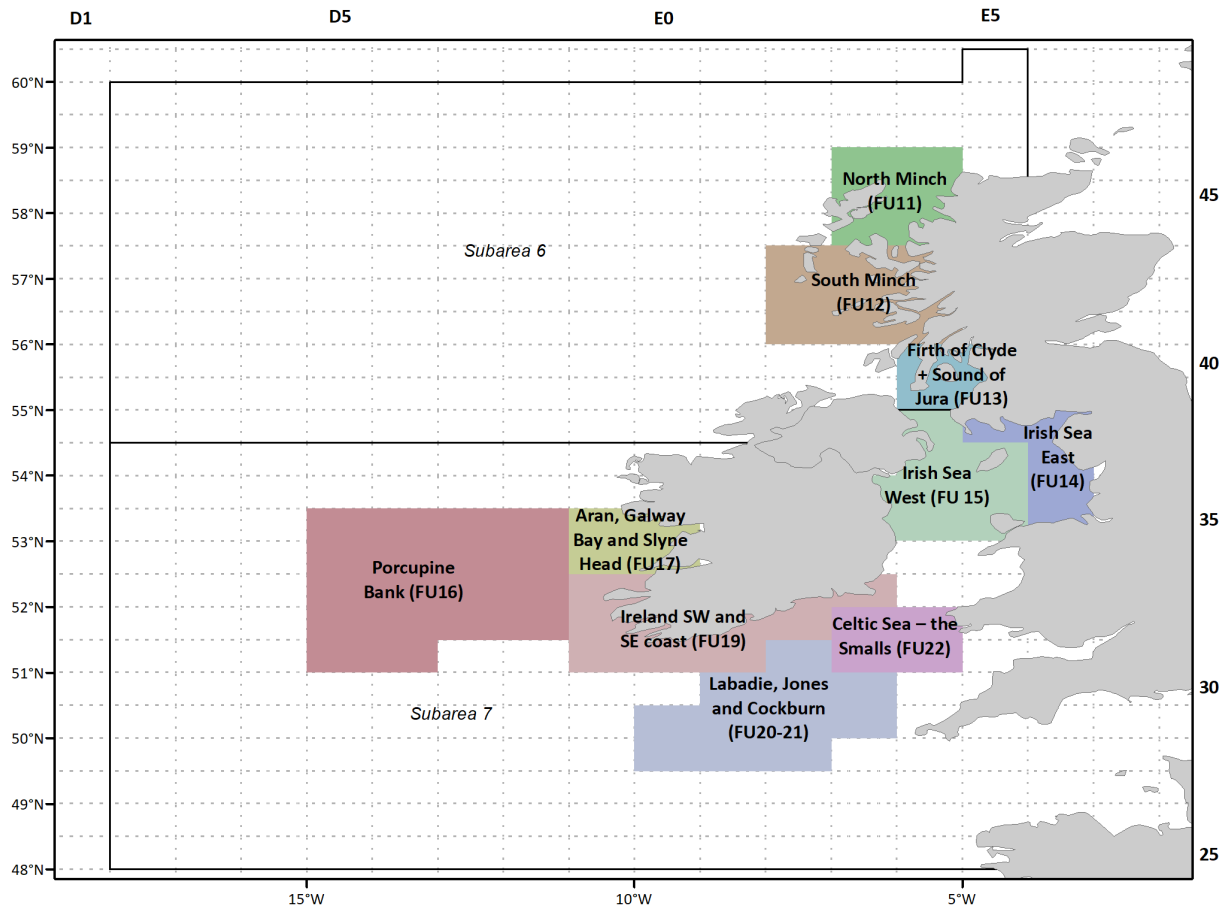 D1 D5 E0 E5
60°N
59°N
North Minch
(FU11)
45
58°N
Subarea 6
57°N
South Minch
(FU12)
56°N
Firth of Clyde
+ Sound of
Jura (FU13)
40
55°N
Irish Sea
East
(FU14)
54°N
Irish Sea
West (FU 15)
35
Aran, Galway
Bay and Slyne
Head (FU17)
53°N
Porcupine
Bank (FU16)
52°N
Ireland SW and
SE coast (FU19)
Celtic Sea – the
Smalls (FU22)
51°N
30
Labadie, Jones
and Cockburn
(FU20-21)
Subarea 7
50°N
49°N
48°N
25
15°W 10°W 5°W